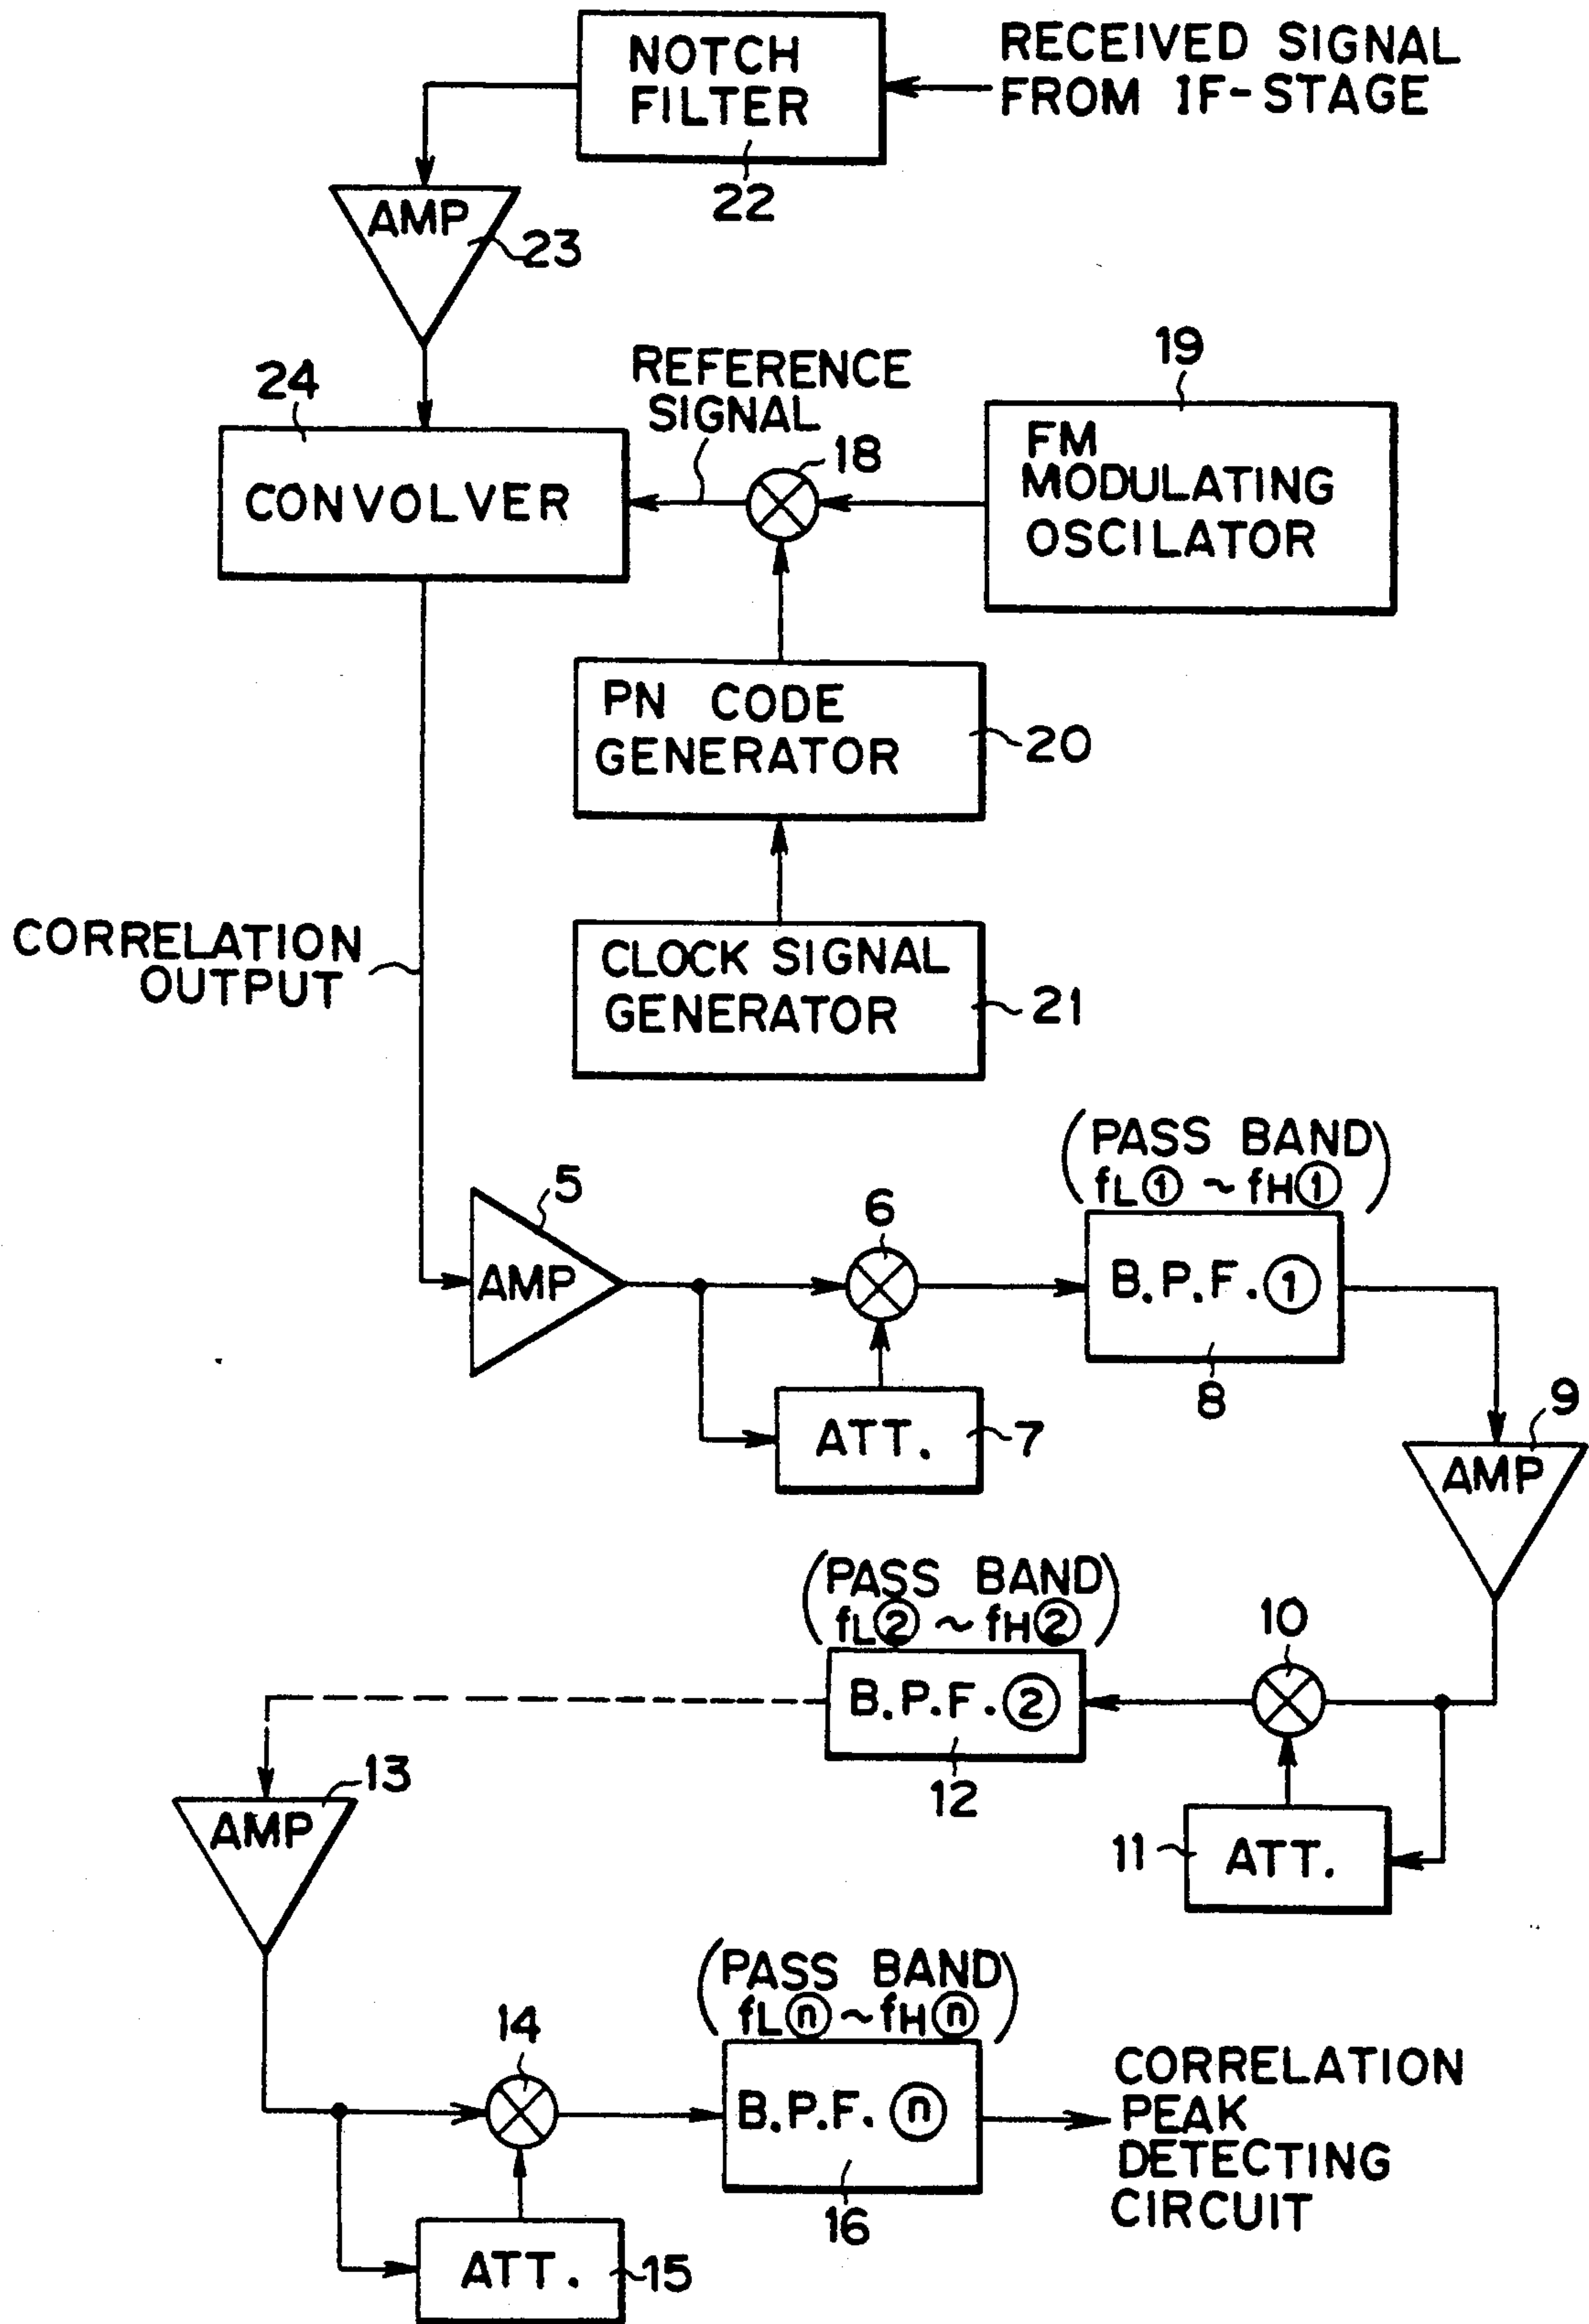 NOTCH
FILTER
22
RECEIVED SIGNAL
FROM IF-STAGE
AMP
23
24
CONVOLVER
REFERENCE
SIGNAL
18
19
FM
MODULATING
OSCILATOR
PN CODE
GENERATOR
20
CORRELATION
OUTPUT
CLOCK SIGNAL
GENERATOR
21
5
AMP
6
(PASS BAND)
fL① ~ fH①
B.P.F. ①
8
ATT.
7
9
AMP
(PASS BAND)
fL② ~ fH②
B.P.F. ②
12
10
11
ATT.
13
AMP
14
(PASS BAND)
fLⓝ ~ fHⓝ
B.P.F. ⓝ
16
ATT.
15
CORRELATION
PEAK
DETECTING
CIRCUIT